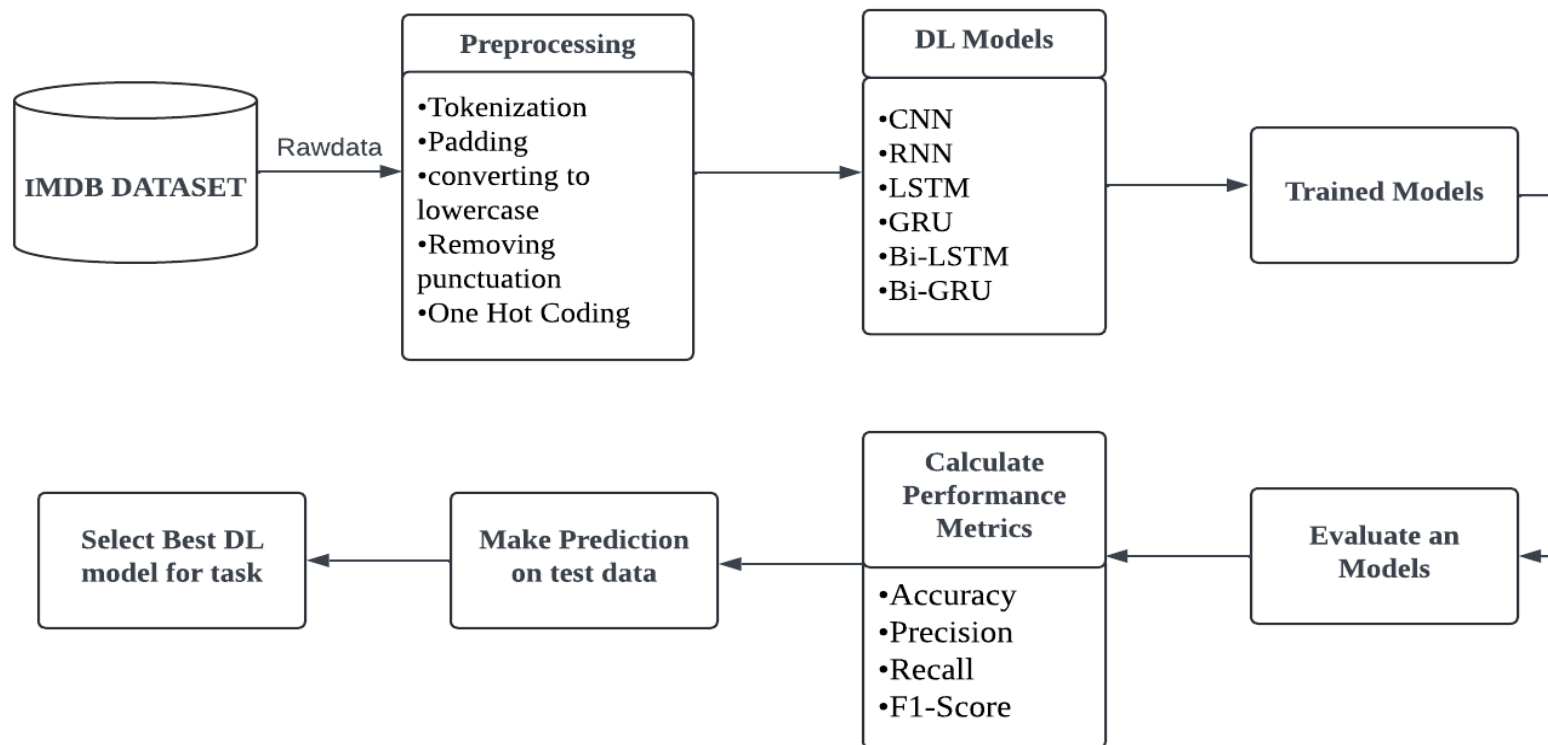 IMDB DATASET
Rawdata
Preprocessing
•Tokenization
•Padding
•converting to
lowercase
•Removing
punctuation
•One Hot Coding
DL Models
•CNN
•RNN
•LSTM
•GRU
•Bi-LSTM
•Bi-GRU
Trained Models
Evaluate an
Models
Calculate
Performance
Metrics
•Accuracy
•Precision
•Recall
•F1-Score
Make Prediction
on test data
Select Best DL
model for task